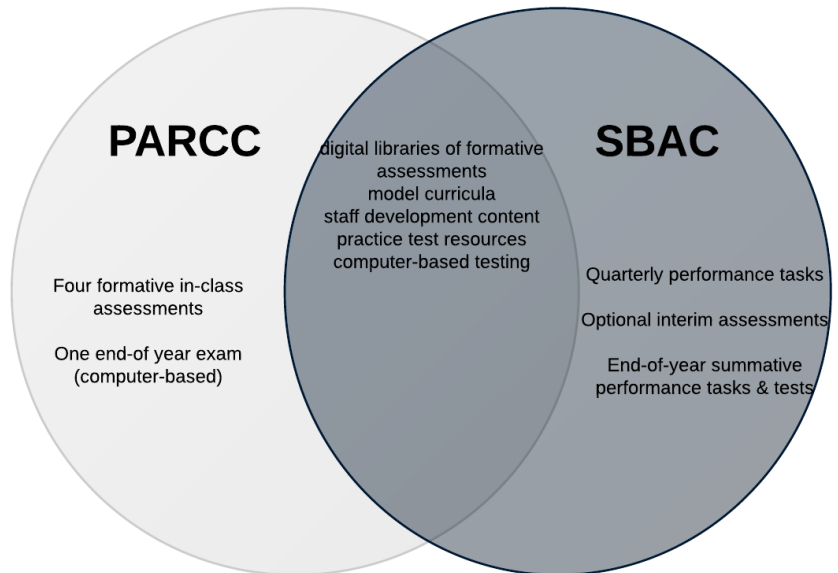 PARCC
SBAC
digital libraries of formative
assessments
model curricula
staff development content
practice test resources
computer-based testing
Four formative in-class
assessments
One end-of year exam
(computer-based)
Quarterly performance tasks
Optional interim assessments
End-of-year summative
performance tasks & tests